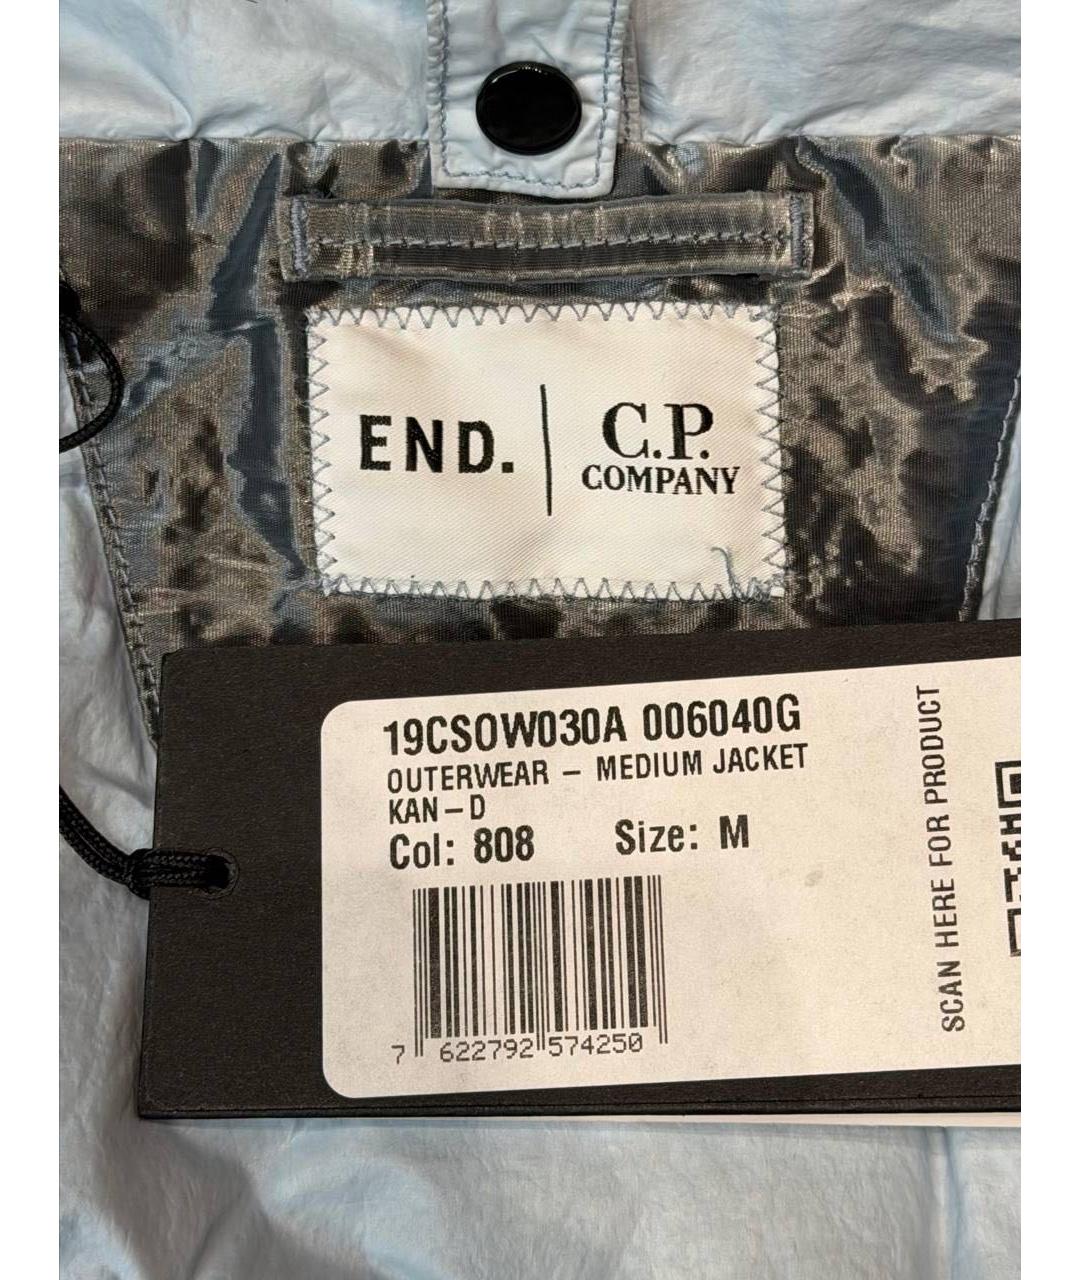 END.
C.P.
COMPANY
19CSOW030A 006040G
OUTERWEAR – MEDIUM JACKET
KAN–D
Col: 808 Size: M
7 622792 574250
SCAN HERE FOR PRODUCT